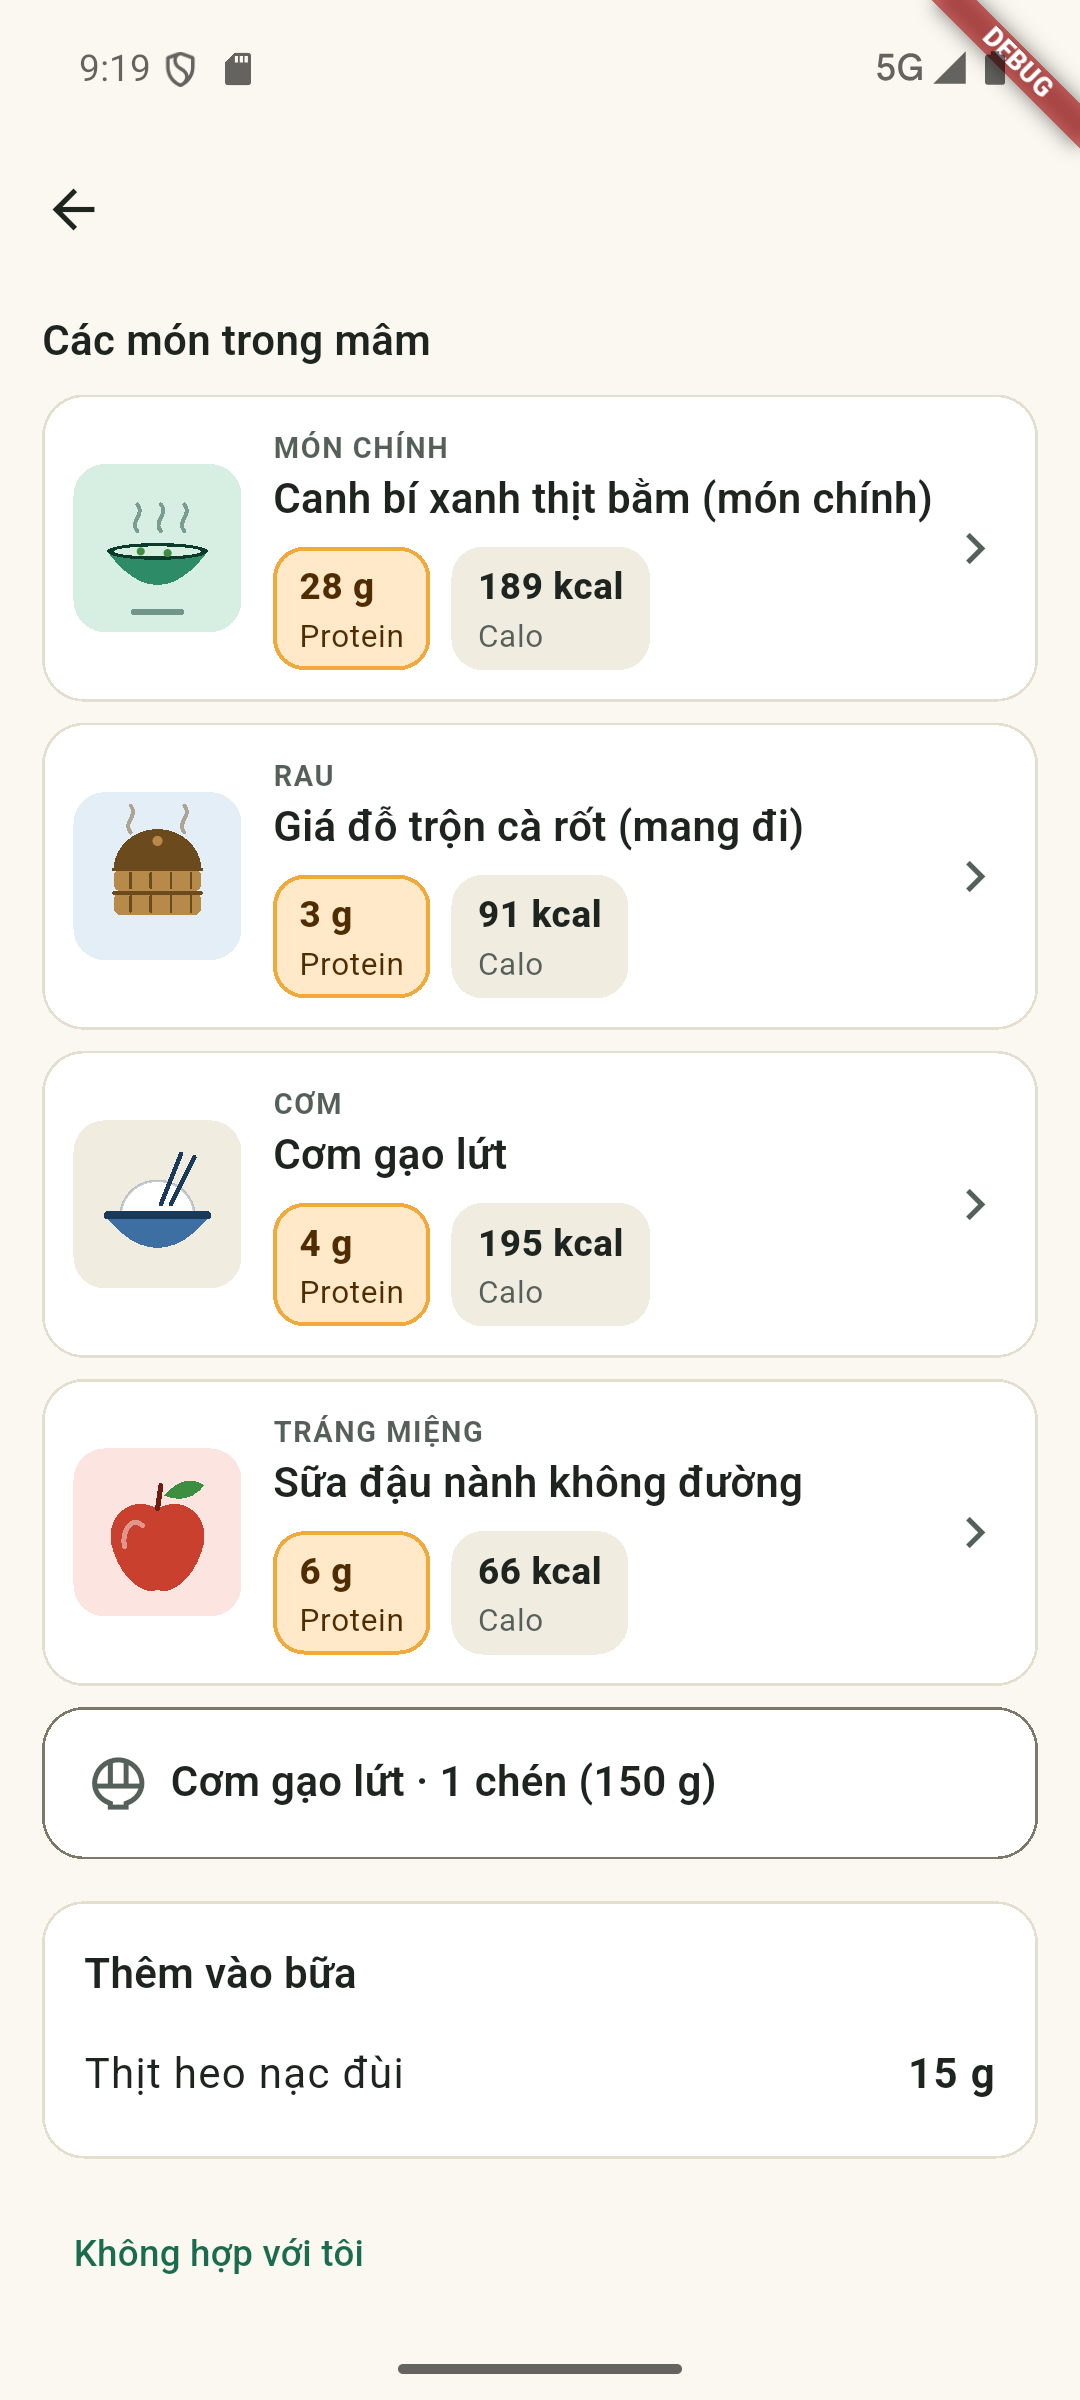 9:19
5G
DEBUG
Các món trong mâm
MÓN CHÍNH
Canh bí xanh thịt bằm (món chính)
28 g
Protein
189 kcal
Calo
RAU
Giá đỗ trộn cà rốt (mang đi)
3 g
Protein
91 kcal
Calo
CƠM
Cơm gạo lứt
4 g
Protein
195 kcal
Calo
TRÁNG MIỆNG
Sữa đậu nành không đường
6 g
Protein
66 kcal
Calo
Cơm gạo lứt · 1 chén (150 g)
Thêm vào bữa
Thịt heo nạc đùi 15 g
Không hợp với tôi